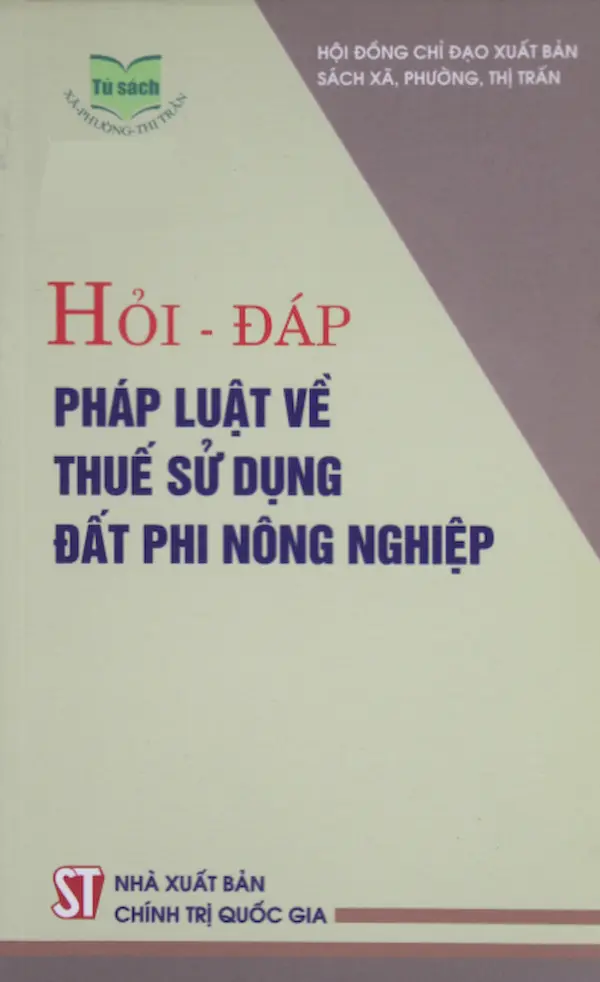 Tủ sách
XÃ-PHƯỜNG-THỊ TRẤN
HỘI ĐỒNG CHỈ ĐẠO XUẤT BẢN
SÁCH XÃ, PHƯỜNG, THỊ TRẤN
HỎI - ĐÁP
PHÁP LUẬT VỀ
THUẾ SỬ DỤNG
ĐẤT PHI NÔNG NGHIỆP
ST
NHÀ XUẤT BẢN
CHÍNH TRỊ QUỐC GIA